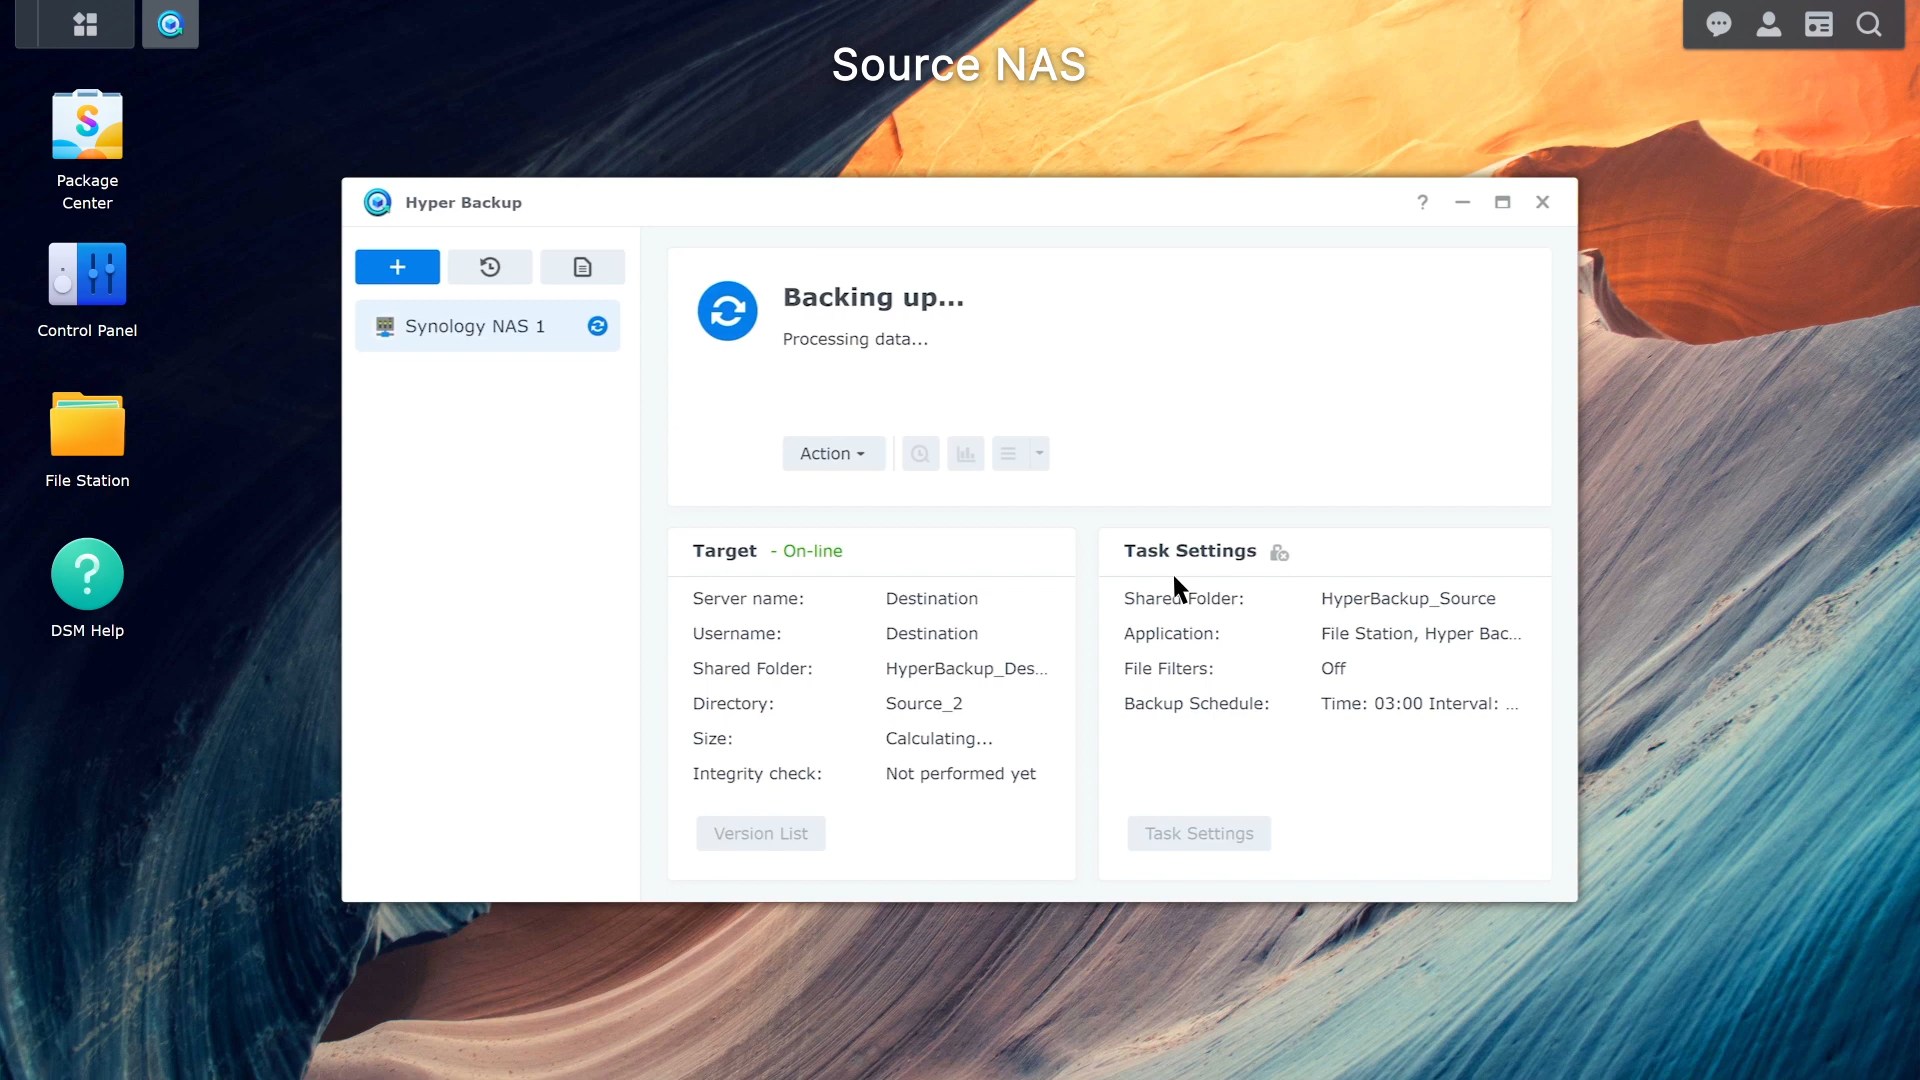 Source NAS
Package
Center
Control Panel
File Station
DSM Help
Hyper Backup
Synology NAS 1
Backing up...
Processing data...
Action
Target - On-line
Server name: Destination
Username: Destination
Shared Folder: HyperBackup_Des...
Directory: Source_2
Size: Calculating...
Integrity check: Not performed yet
Version List
Task Settings
Shared Folder: HyperBackup_Source
Application: File Station, Hyper Bac...
File Filters: Off
Backup Schedule: Time: 03:00 Interval: ...
Task Settings